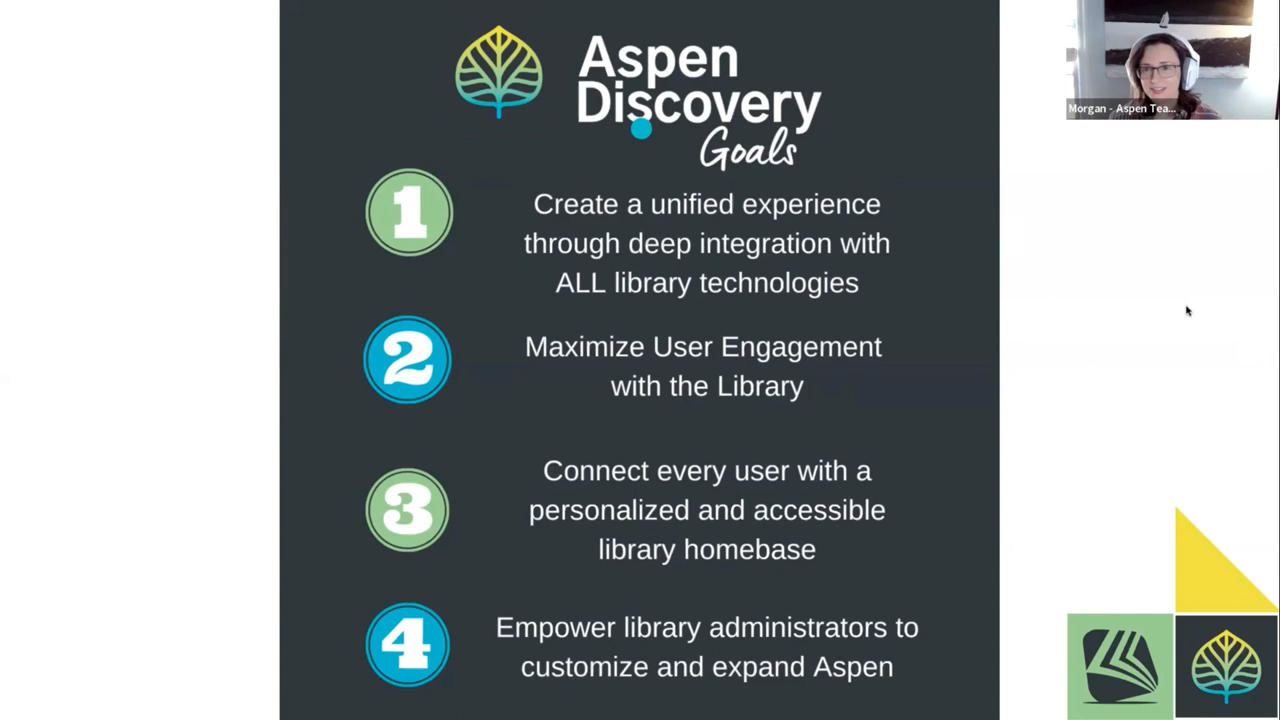 Aspen
Discovery
Goals
Morgan - Aspen Tea...
1
Create a unified experience
through deep integration with
ALL library technologies
2
Maximize User Engagement
with the Library
3
Connect every user with a
personalized and accessible
library homebase
4
Empower library administrators to
customize and expand Aspen